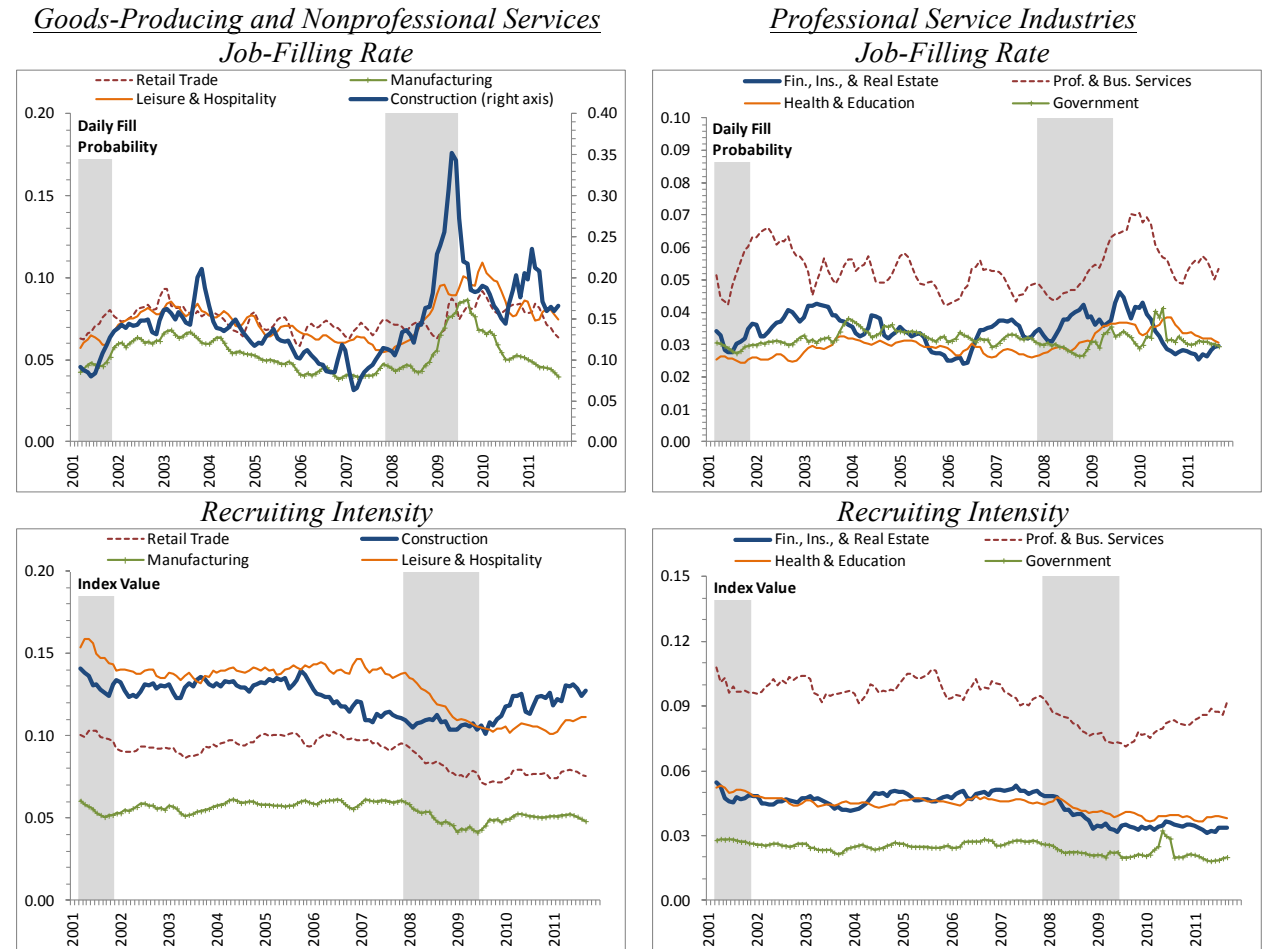 Goods-Producing and Nonprofessional Services
Job-Filling Rate
Retail Trade
Manufacturing
Leisure & Hospitality
Construction (right axis)
Daily Fill
Probability
0.20
0.15
0.10
0.05
0.00
0.40
0.35
0.30
0.25
0.20
0.15
0.10
0.05
0.00
2001
2002
2003
2004
2005
2006
2007
2008
2009
2010
2011
Professional Service Industries
Job-Filling Rate
Fin., Ins., & Real Estate
Prof. & Bus. Services
Health & Education
Government
Daily Fill
Probability
0.10
0.09
0.08
0.07
0.06
0.05
0.04
0.03
0.02
0.01
0.00
2001
2002
2003
2004
2005
2006
2007
2008
2009
2010
2011
Recruiting Intensity
Retail Trade
Construction
Manufacturing
Leisure & Hospitality
Index Value
0.20
0.15
0.10
0.05
0.00
2001
2002
2003
2004
2005
2006
2007
2008
2009
2010
2011
Recruiting Intensity
Fin., Ins., & Real Estate
Prof. & Bus. Services
Health & Education
Government
Index Value
0.15
0.12
0.09
0.06
0.03
0.00
2001
2002
2003
2004
2005
2006
2007
2008
2009
2010
2011